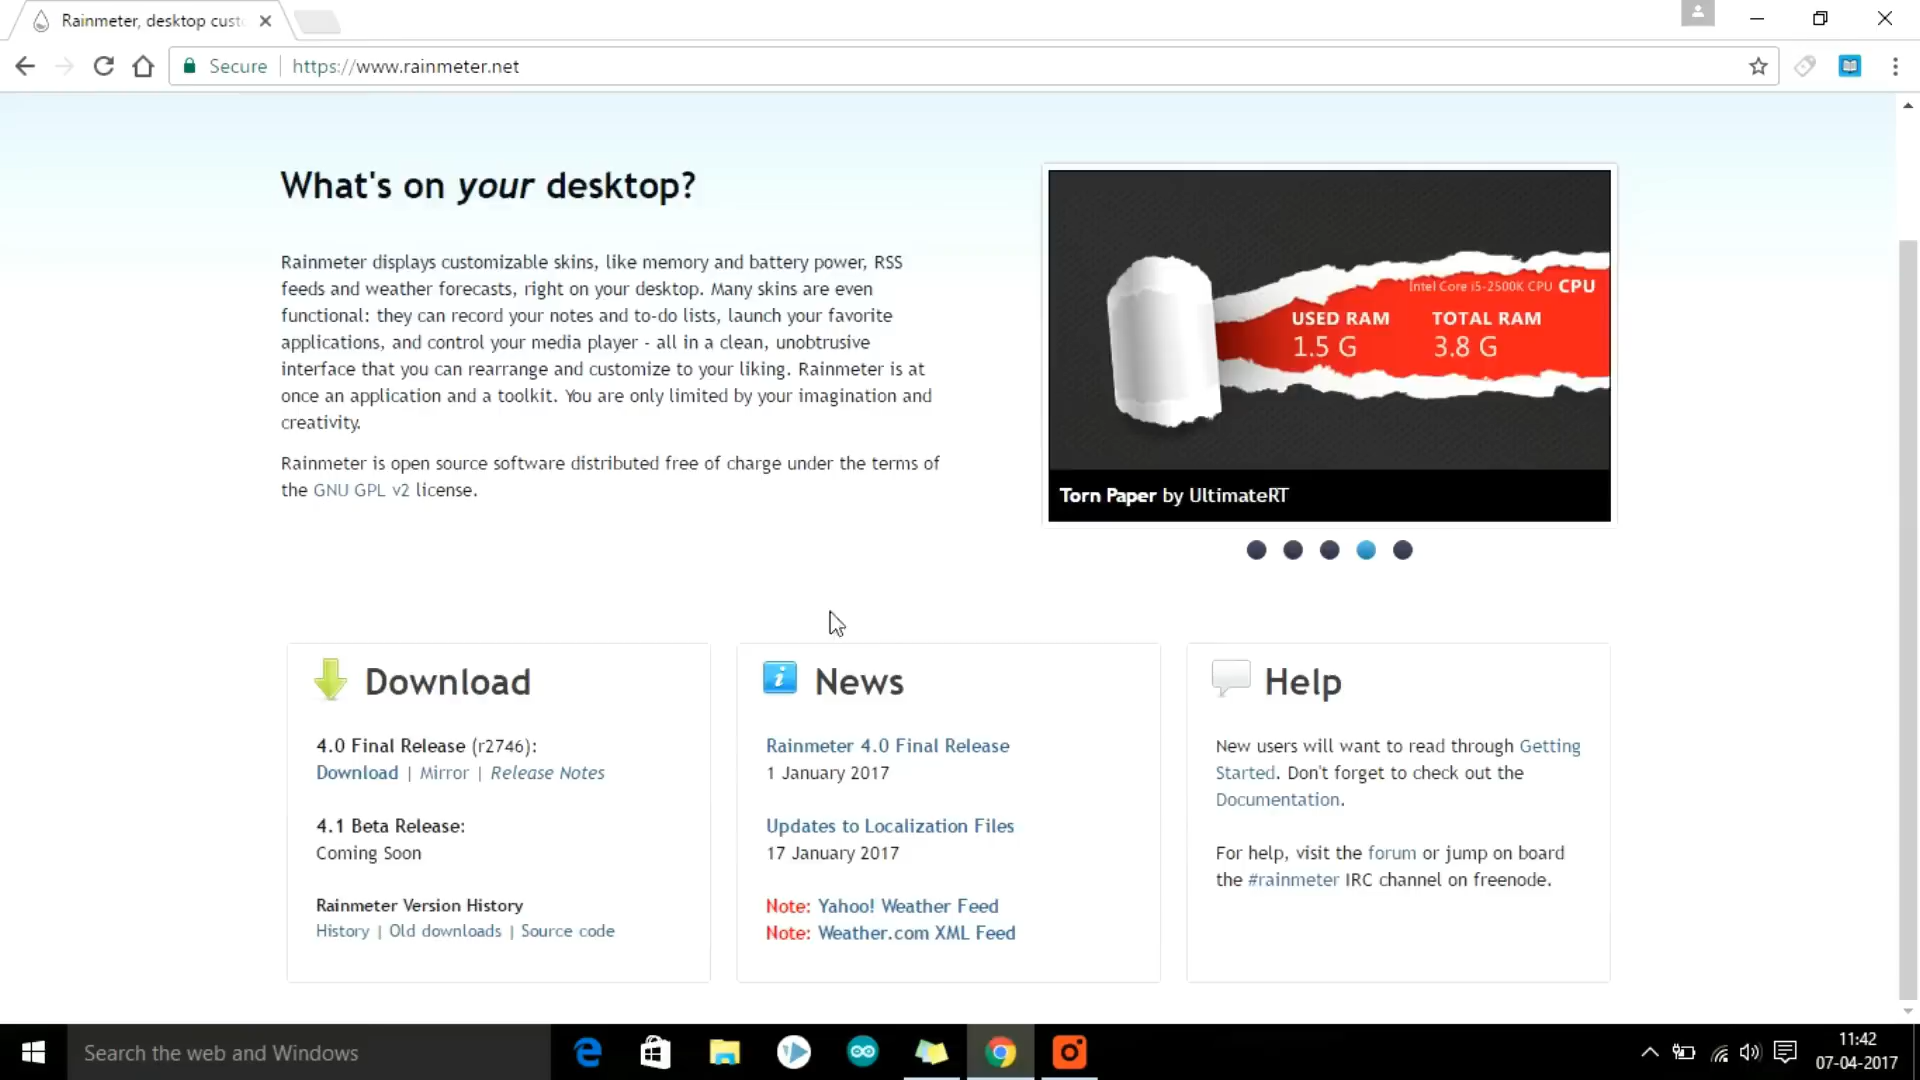 Rainmeter, desktop cust
Secure
https://www.rainmeter.net
What's on your desktop?
Rainmeter displays customizable skins, like memory and battery power, RSS
feeds and weather forecasts, right on your desktop. Many skins are even
functional: they can record your notes and to-do lists, launch your favorite
applications, and control your media player - all in a clean, unobtrusive
interface that you can rearrange and customize to your liking. Rainmeter is at
once an application and a toolkit. You are only limited by your imagination and
creativity.
Rainmeter is open source software distributed free of charge under the terms of
the GNU GPL v2 license.
Intel Core i5-2500K CPU CPU
USED RAM TOTAL RAM
1.5 G 3.8 G
Torn Paper by UltimateRT
Download
4.0 Final Release (r2746):
Download | Mirror | Release Notes
4.1 Beta Release:
Coming Soon
Rainmeter Version History
History | Old downloads | Source code
News
Rainmeter 4.0 Final Release
1 January 2017
Updates to Localization Files
17 January 2017
Note: Yahoo! Weather Feed
Note: Weather.com XML Feed
Help
New users will want to read through Getting
Started. Don't forget to check out the
Documentation.
For help, visit the forum or jump on board
the #rainmeter IRC channel on freenode.
Search the web and Windows
11:42
07-04-2017